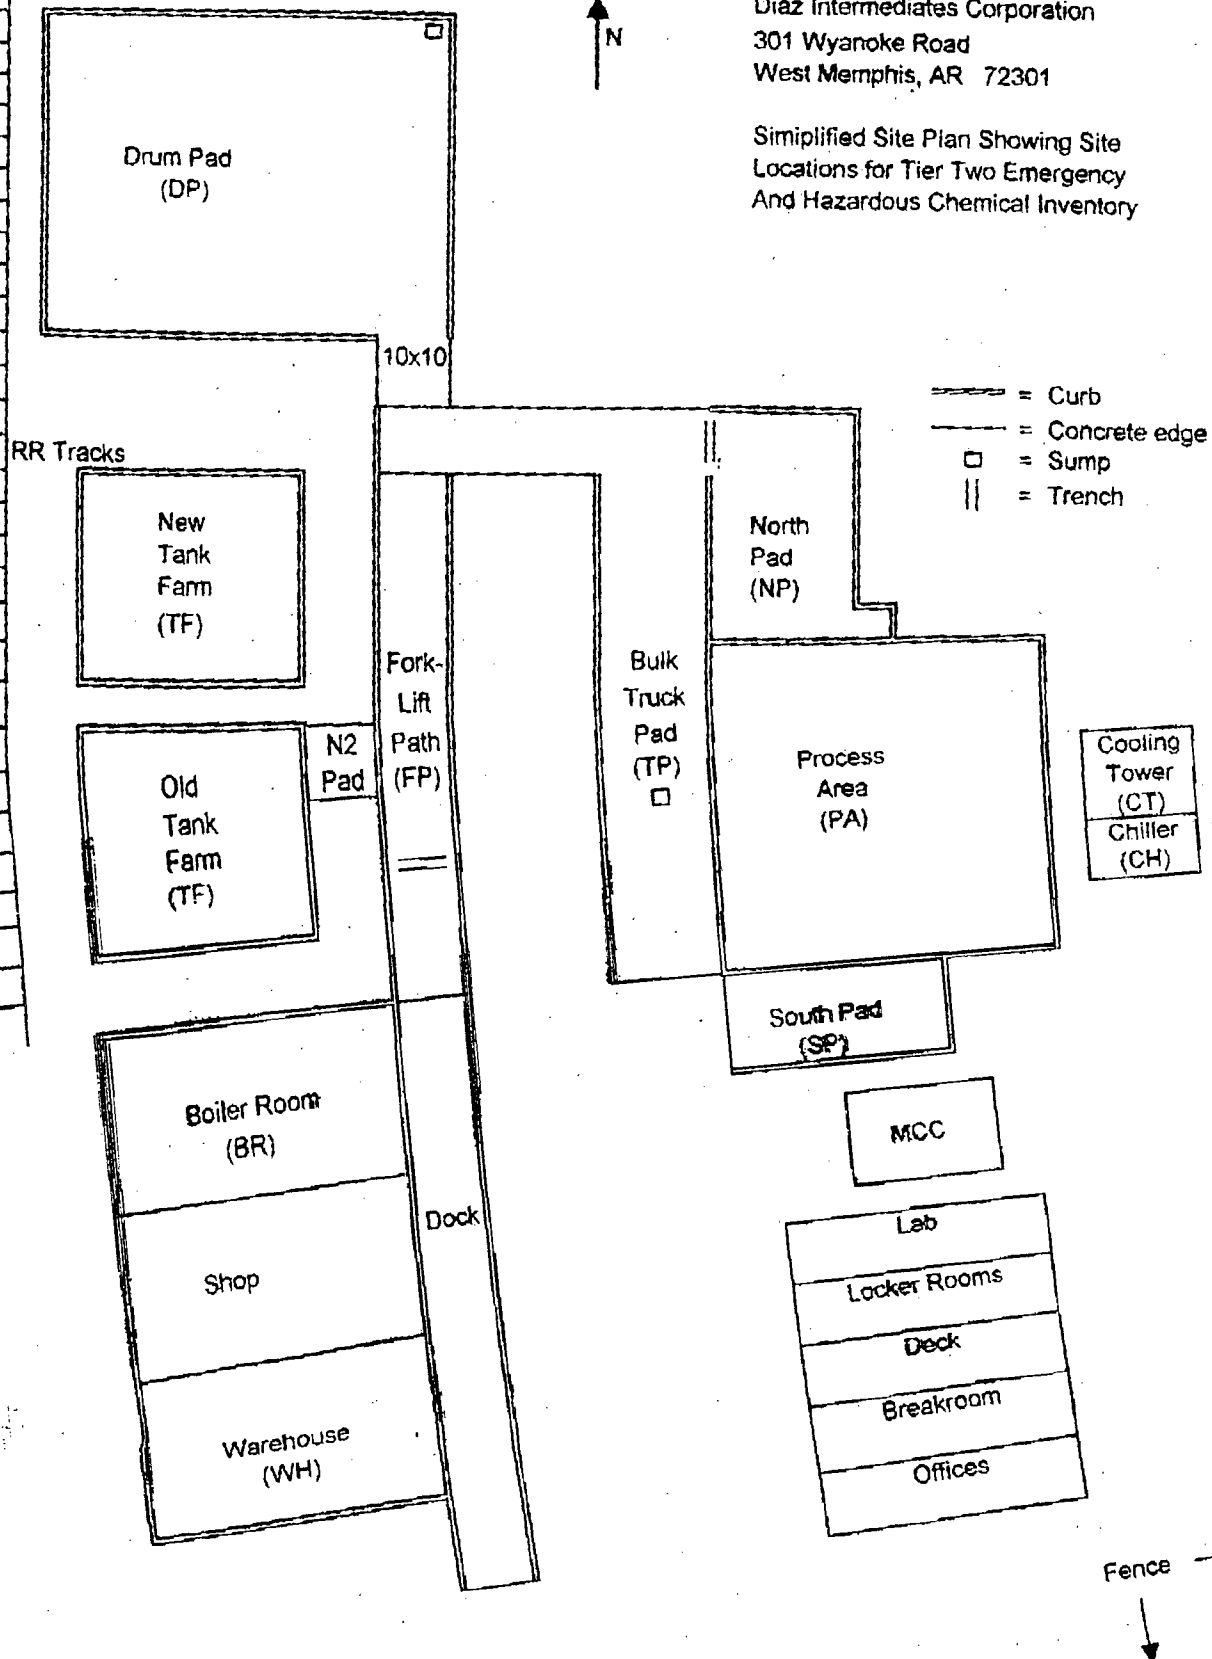 Diaz Intermediates Corporation
301 Wyanoke Road
West Memphis, AR 72301
Simiplified Site Plan Showing Site
Locations for Tier Two Emergency
And Hazardous Chemical Inventory
N
Drum Pad
(DP)
10x10
= Curb
= Concrete edge
= Sump
= Trench
RR Tracks
New
Tank
Farm
(TF)
North
Pad
(NP)
Fork-
Lift
Path
(FP)
Bulk
Truck
Pad
(TP)
N2
Pad
Old
Tank
Farm
(TF)
Process
Area
(PA)
Cooling
Tower
(CT)
Chiller
(CH)
South Pad
(SP)
Boiler Room
(BR)
MCC
Dock
Shop
Lab
Locker Rooms
Deck
Breakroom
Offices
Warehouse
(WH)
Fence